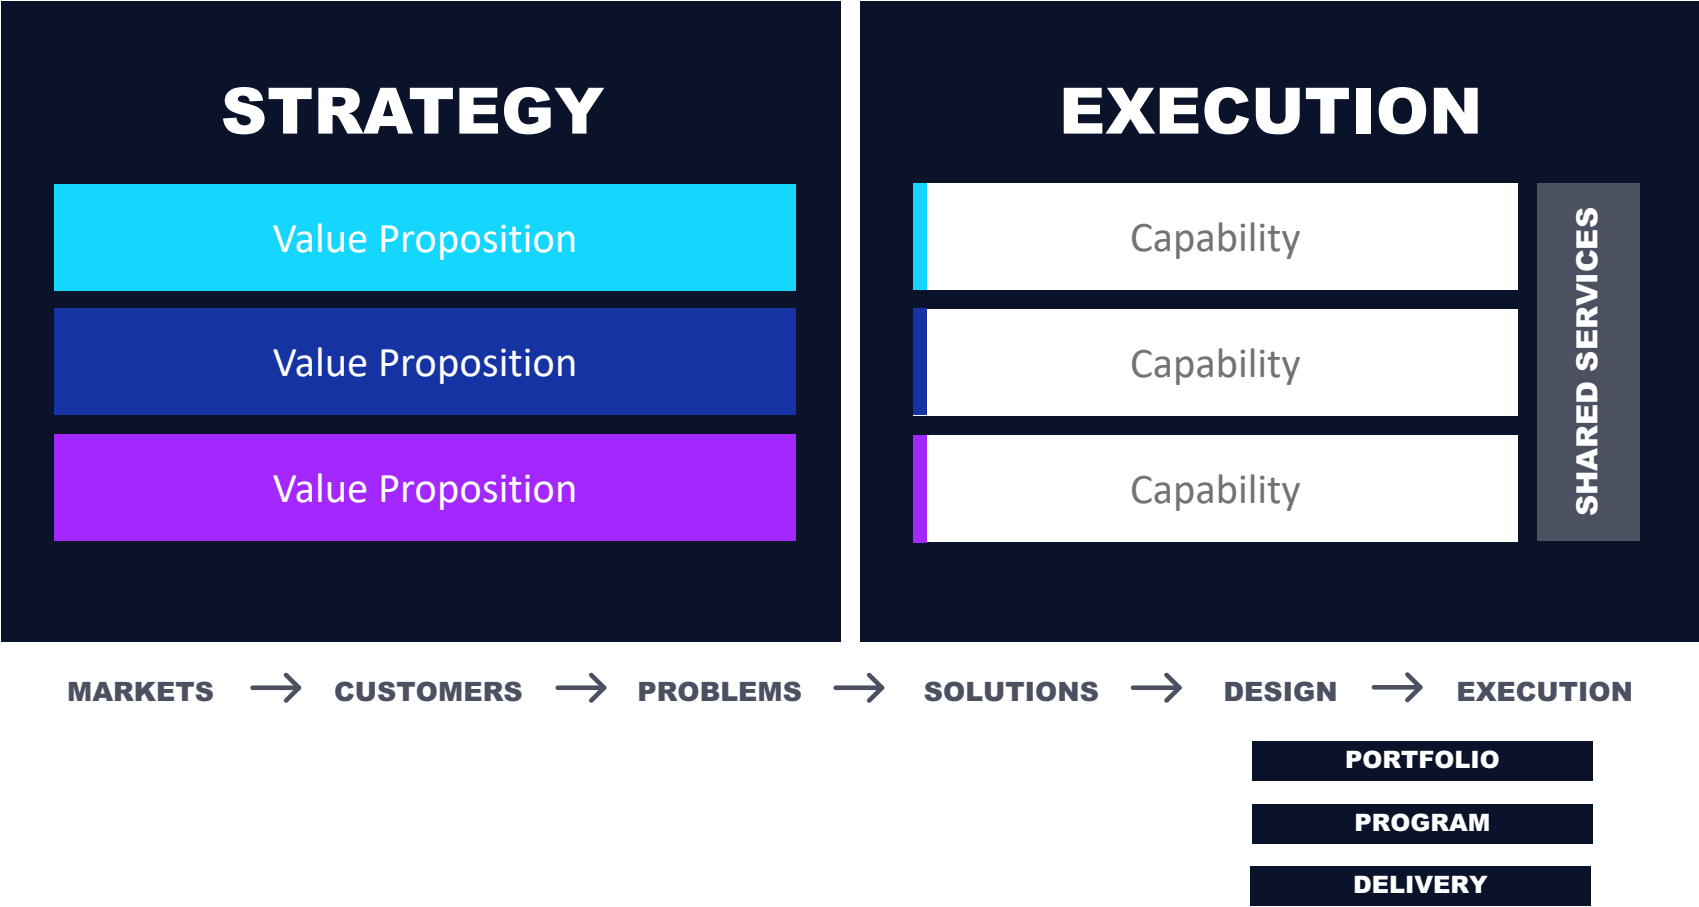 STRATEGY
Value Proposition
Value Proposition
Value Proposition
EXECUTION
Capability
Capability
Capability
SHARED SERVICES
MARKETS → CUSTOMERS → PROBLEMS → SOLUTIONS → DESIGN → EXECUTION
PORTFOLIO
PROGRAM
DELIVERY